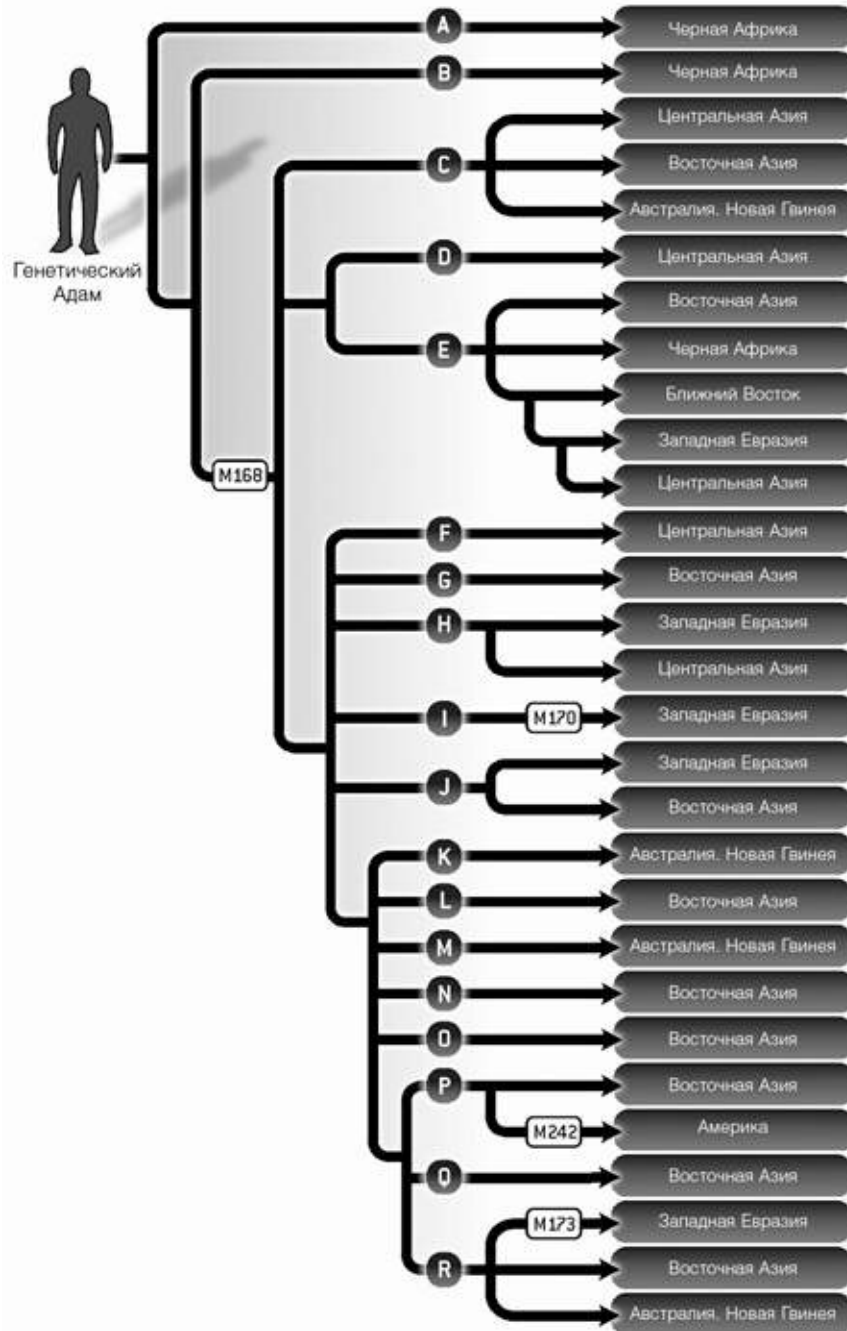 A
Черная Африка
B
Черная Африка
Центральная Азия
C
Восточная Азия
Австралия. Новая Гвинея
Генетический
Адам
D
Центральная Азия
Восточная Азия
E
Черная Африка
Ближний Восток
Западная Евразия
M168
Центральная Азия
F
Центральная Азия
G
Восточная Азия
H
Западная Евразия
Центральная Азия
I
M170
Западная Евразия
Западная Евразия
J
Восточная Азия
K
Австралия. Новая Гвинея
L
Восточная Азия
M
Австралия. Новая Гвинея
N
Восточная Азия
O
Восточная Азия
P
Восточная Азия
M242
Америка
Q
Восточная Азия
M173
Западная Евразия
R
Восточная Азия
Австралия. Новая Гвинея